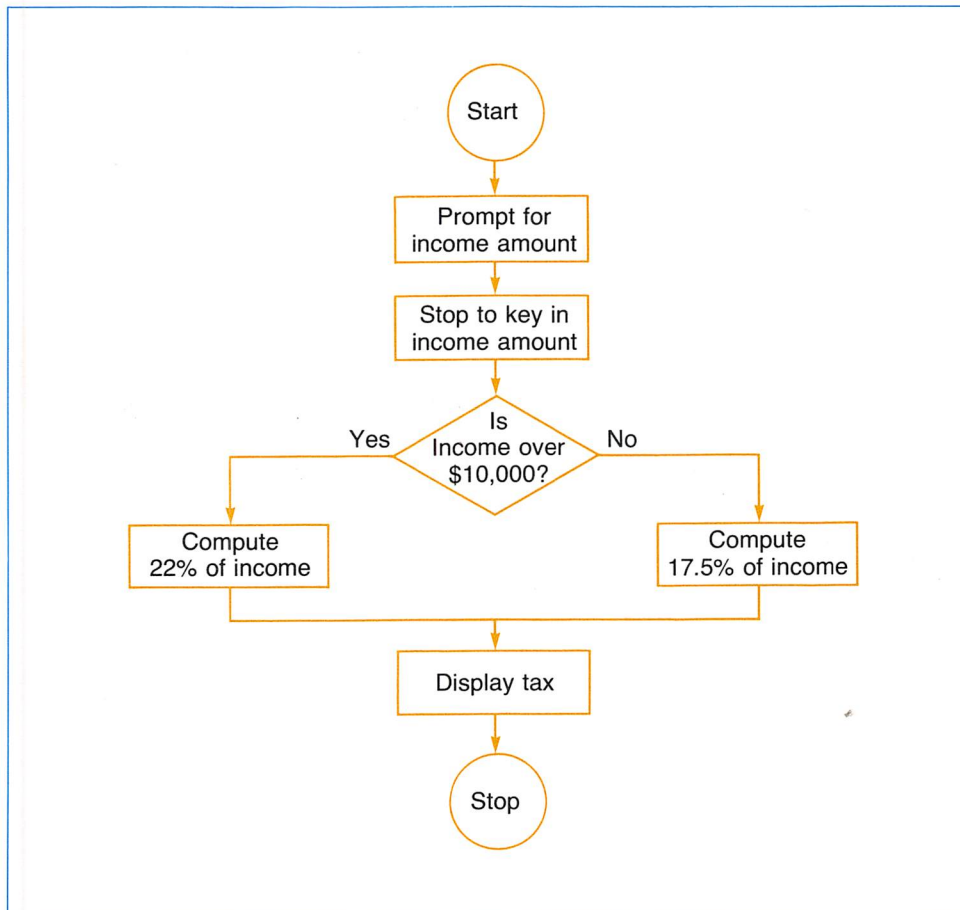 Start
Prompt for
income amount
Stop to key in
income amount
Is
Income over
$10,000?
Yes
No
Compute
22% of income
Compute
17.5% of income
Display tax
Stop